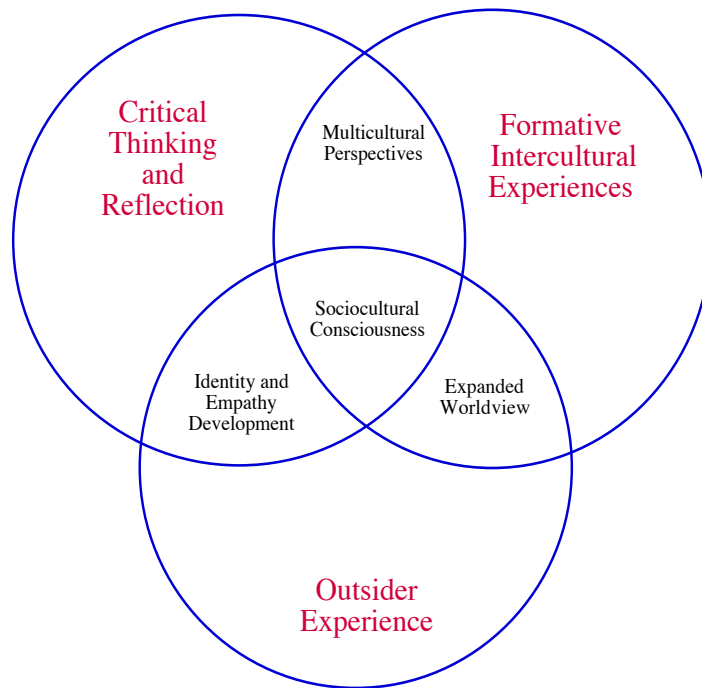 Critical
Thinking
and
Reflection
Multicultural
Perspectives
Formative
Intercultural
Experiences
Sociocultural
Consciousness
Identity and
Empathy
Development
Expanded
Worldview
Outsider
Experience